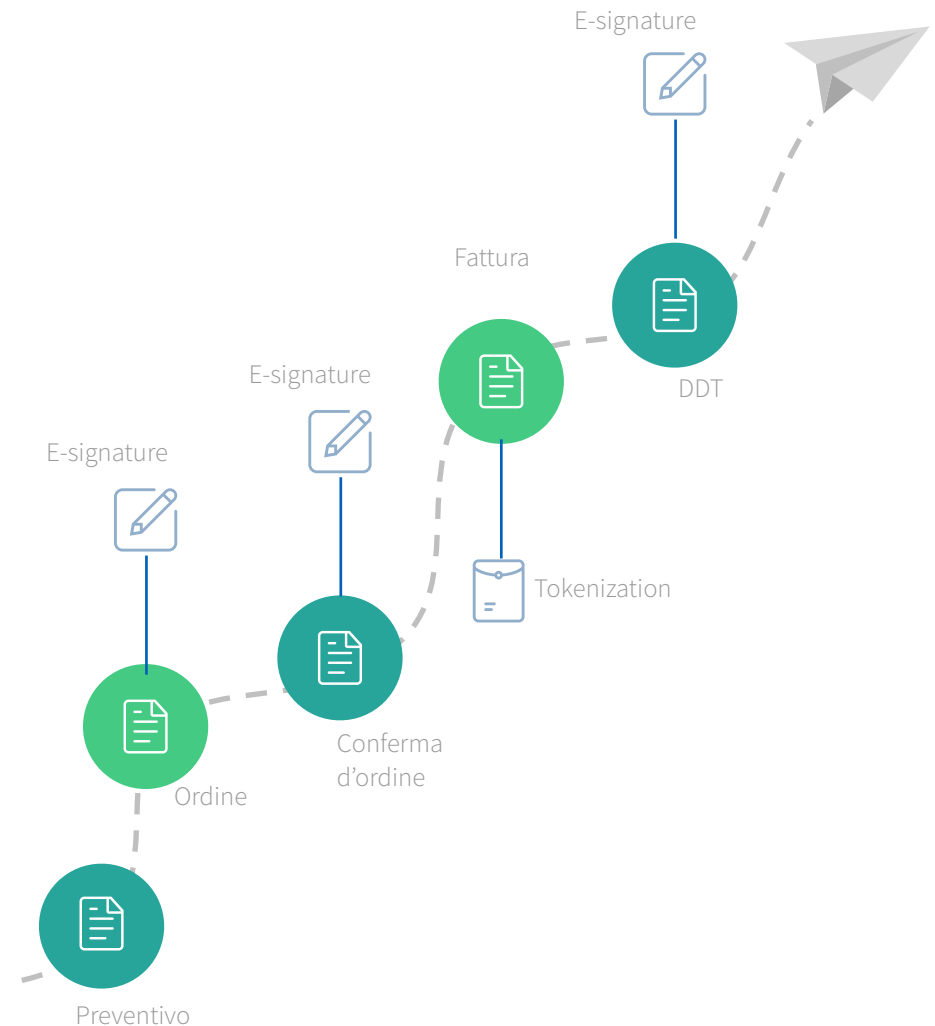 E-signature
Fattura
E-signature
DDT
E-signature
Tokenization
Conferma
d’ordine
Ordine
Preventivo